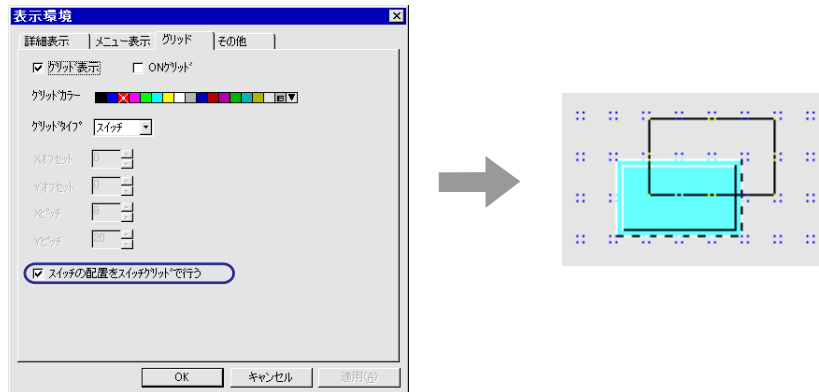 表示環境
詳細表示 メニュー表示 グリッド その他
グリッド表示 ONグリッド
グリッドカラー
グリッドタイプ スイッチ
Xオフセット 0
Yオフセット 0
Xピッチ 8
Yピッチ 20
スイッチの配置をスイッチグリッドで行う
OK キャンセル 適用(A)